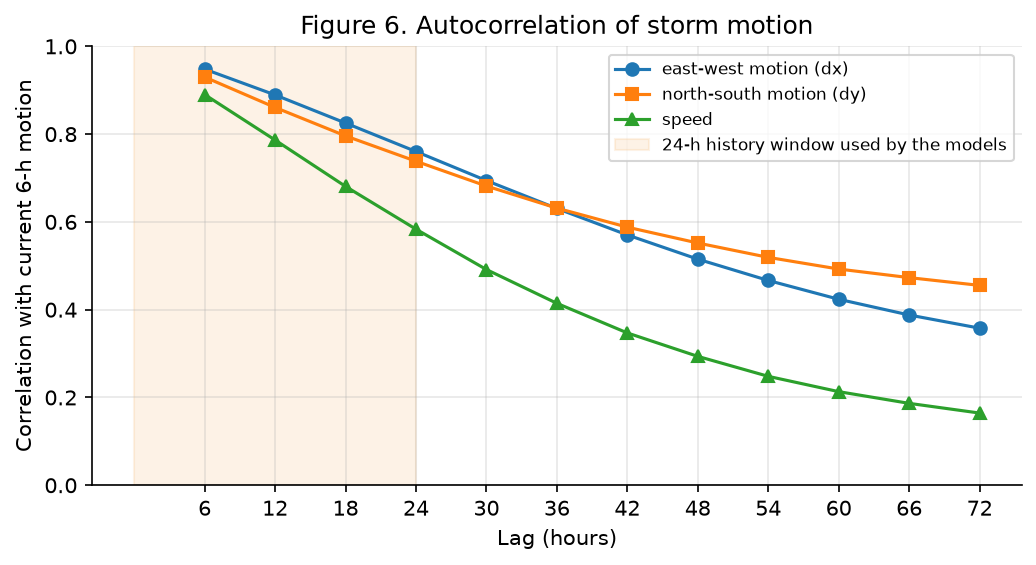 Figure 6. Autocorrelation of storm motion
Correlation with current 6-h motion
1.0
0.8
0.6
0.4
0.2
0.0
east-west motion (dx)
north-south motion (dy)
speed
24-h history window used by the models
6 12 18 24 30 36 42 48 54 60 66 72
Lag (hours)